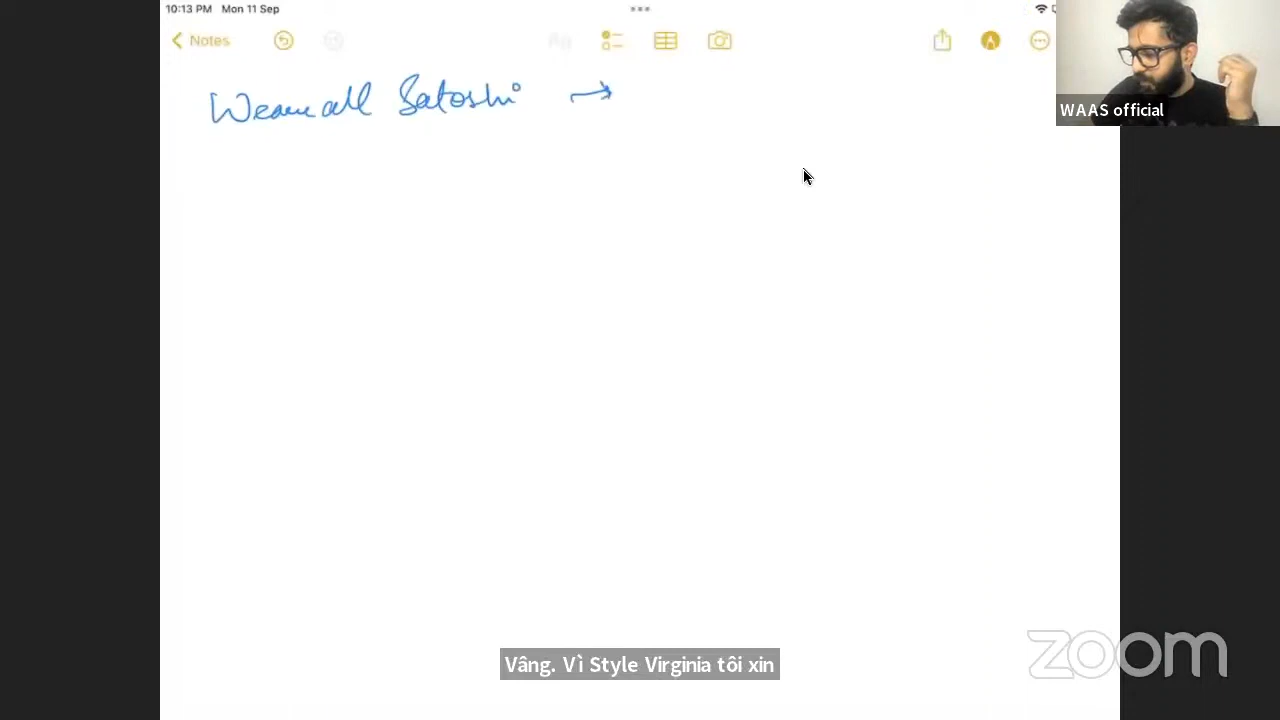 10:13 PM Mon 11 Sep
Notes
Aa
We are all Satoshi →
WAAS official
Vâng. Vì Style Virginia tôi xin
zoom